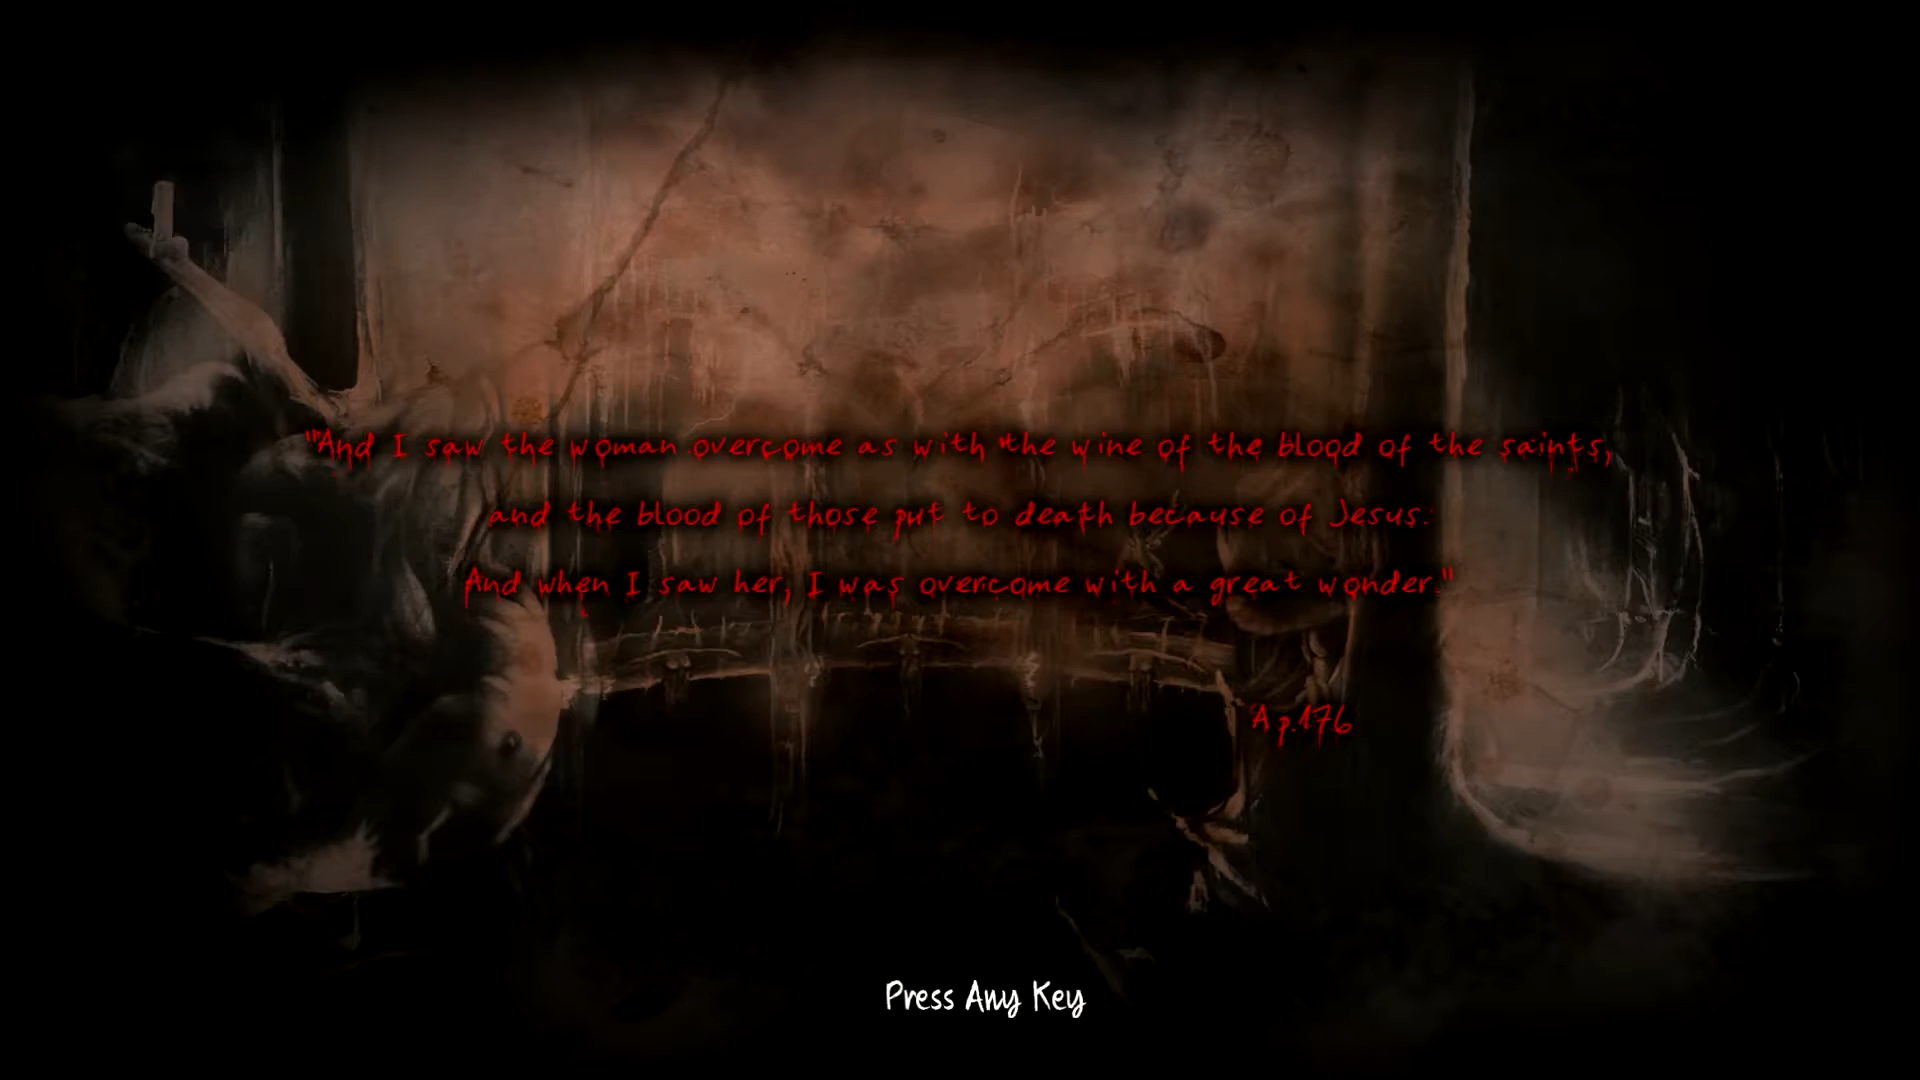 "And I saw the woman overcome as with the wine of the blood of the saints,
and the blood of those put to death because of Jesus.
And when I saw her, I was overcome with a great wonder."
Ap.176
Press Any Key